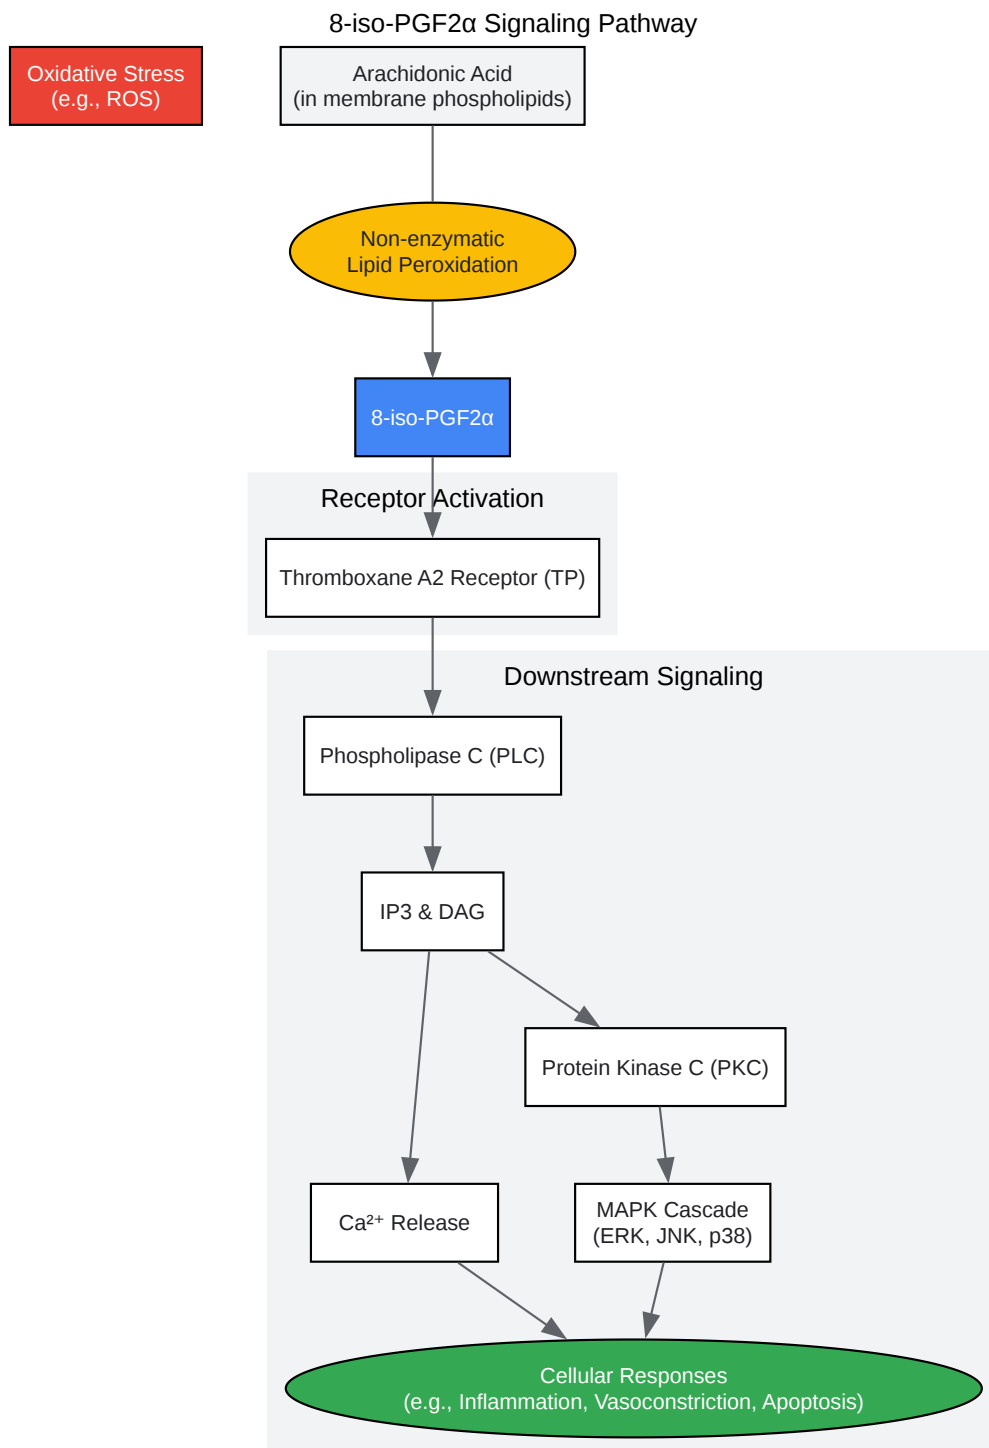 8-iso-PGF2α Signaling Pathway
Oxidative Stress
(e.g., ROS)
Arachidonic Acid
(in membrane phospholipids)
Non-enzymatic
Lipid Peroxidation
8-iso-PGF2α
Receptor Activation
Thromboxane A2 Receptor (TP)
Downstream Signaling
Phospholipase C (PLC)
IP3 & DAG
Protein Kinase C (PKC)
Ca²⁺ Release
MAPK Cascade
(ERK, JNK, p38)
Cellular Responses
(e.g., Inflammation, Vasoconstriction, Apoptosis)